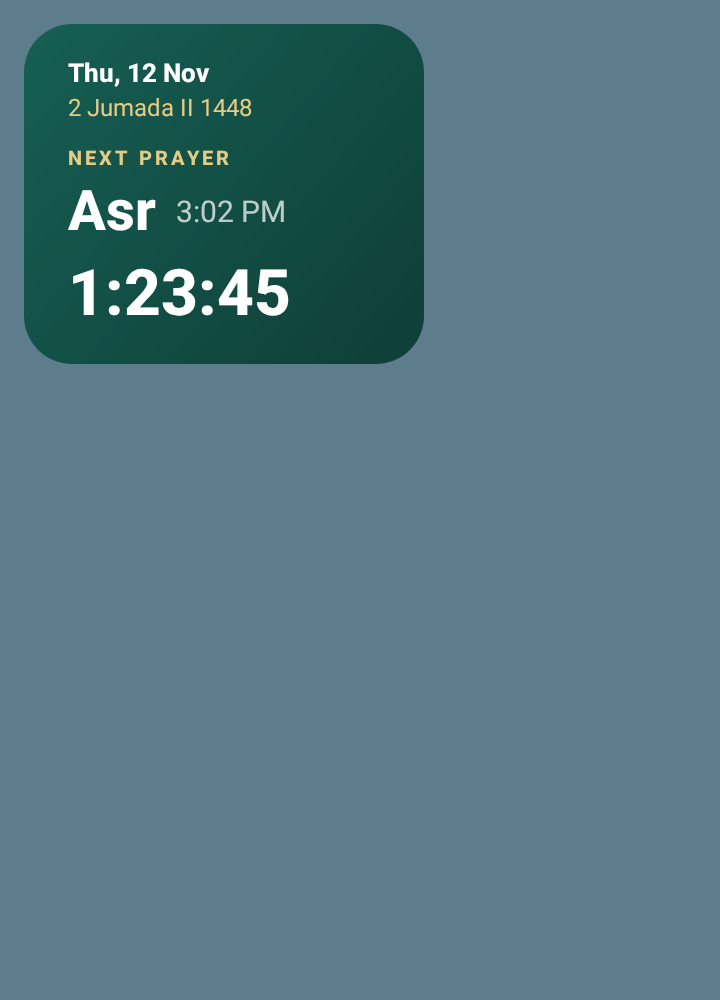 Thu, 12 Nov
2 Jumada II 1448
NEXT PRAYER
Asr 3:02 PM
1:23:45